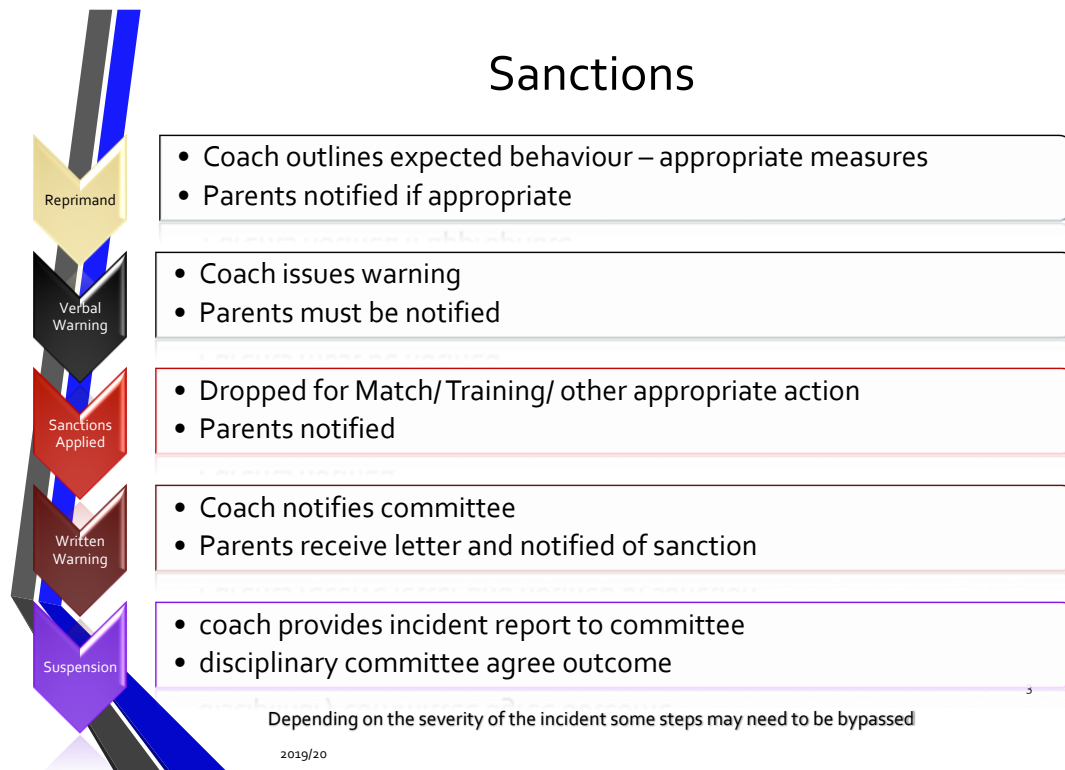 Sanctions
Reprimand
• Coach outlines expected behaviour – appropriate measures
• Parents notified if appropriate
Verbal
Warning
• Coach issues warning
• Parents must be notified
Sanctions
Applied
• Dropped for Match/ Training/ other appropriate action
• Parents notified
Written
Warning
• Coach notifies committee
• Parents receive letter and notified of sanction
Suspension
• coach provides incident report to committee
• disciplinary committee agree outcome
3
Depending on the severity of the incident some steps may need to be bypassed
2019/20